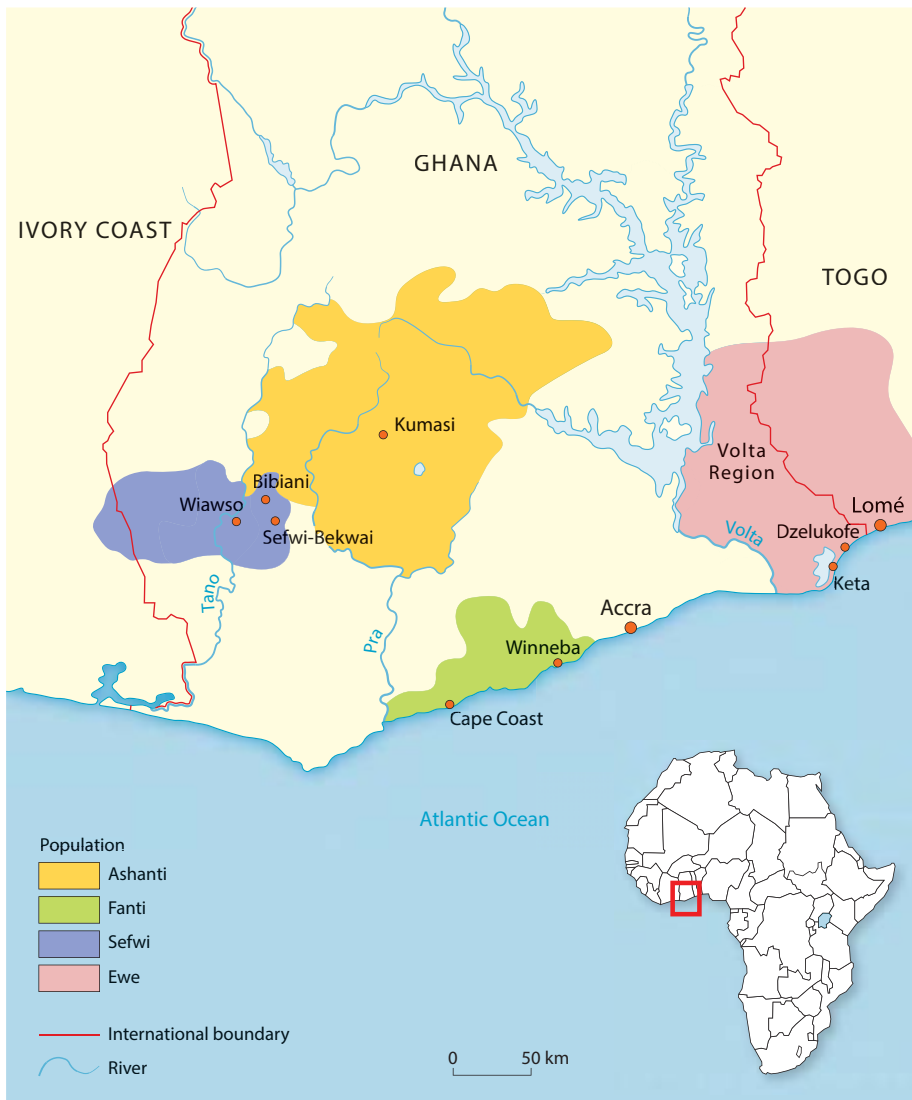 GHANA
IVORY COAST
TOGO
Kumasi
Volta
Region
Bibiani
Wiawso
Sefwi-Bekwai
Lomé
Volta
Dzelukofe
Keta
Tano
Pra
Accra
Winneba
Cape Coast
Atlantic Ocean
Population
Ashanti
Fanti
Sefwi
Ewe
International boundary
River
0 50 km